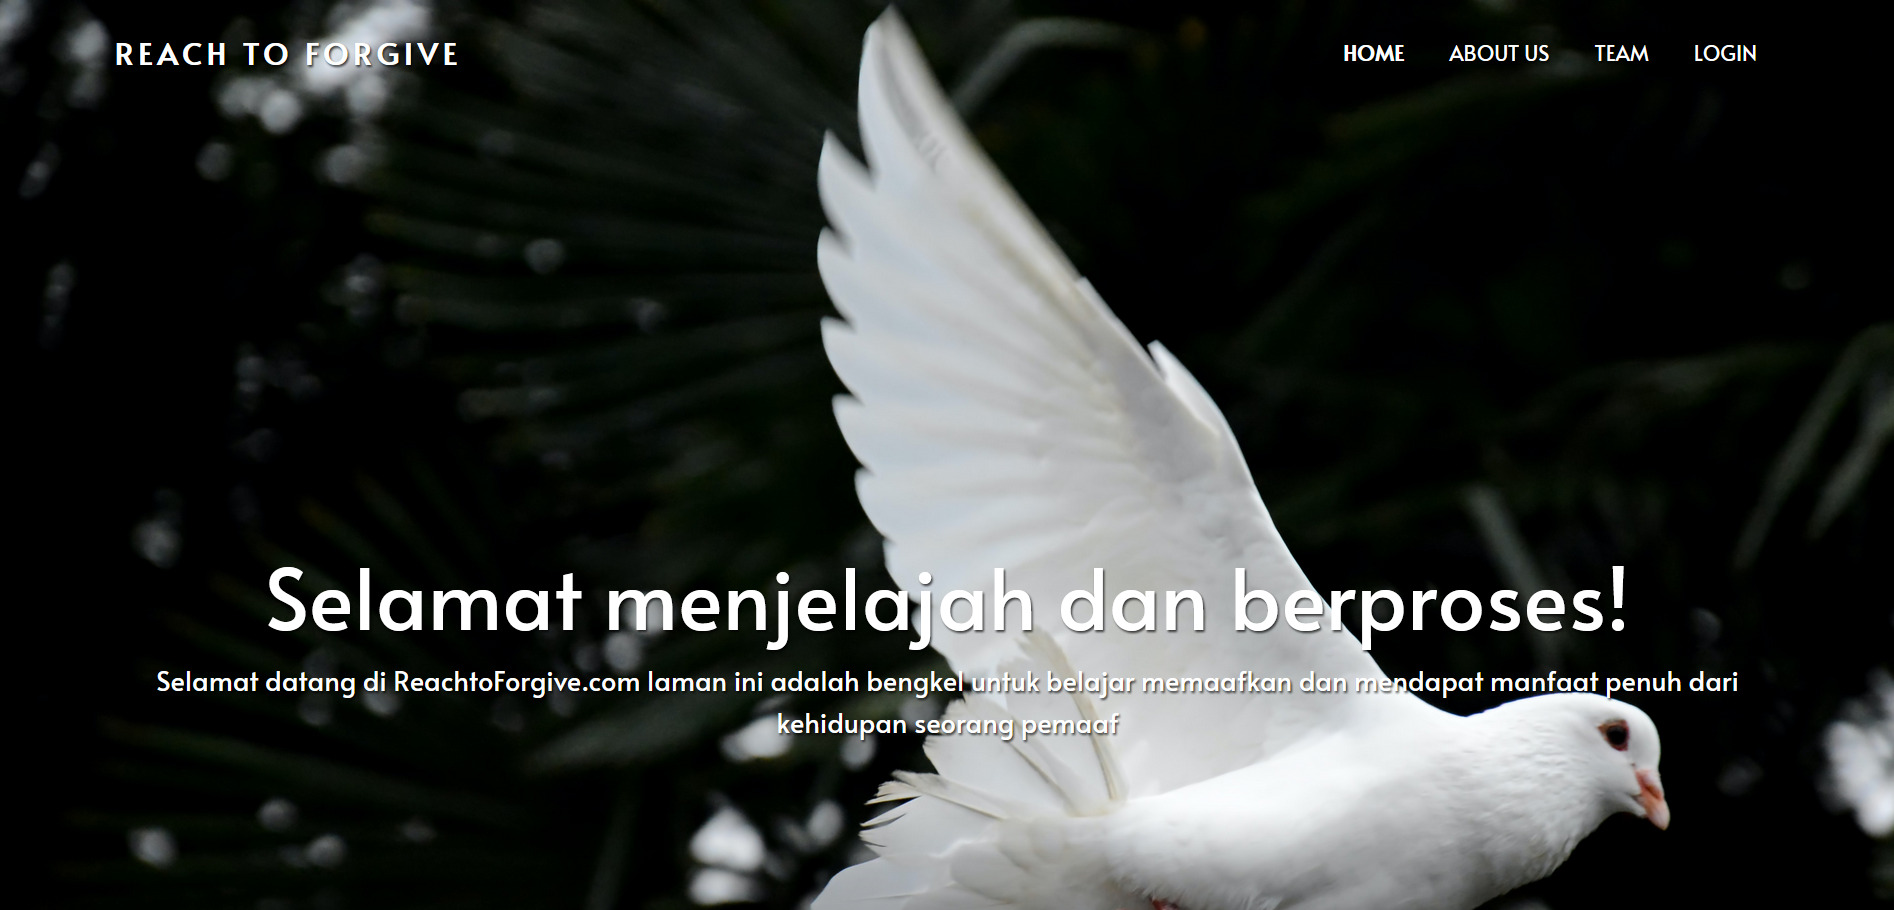 REACH TO FORGIVE
HOME ABOUT US TEAM LOGIN
Selamat menjelajah dan berproses!
Selamat datang di ReachtoForgive.com laman ini adalah bengkel untuk belajar memaafkan dan mendapat manfaat penuh dari
kehidupan seorang pemaaf